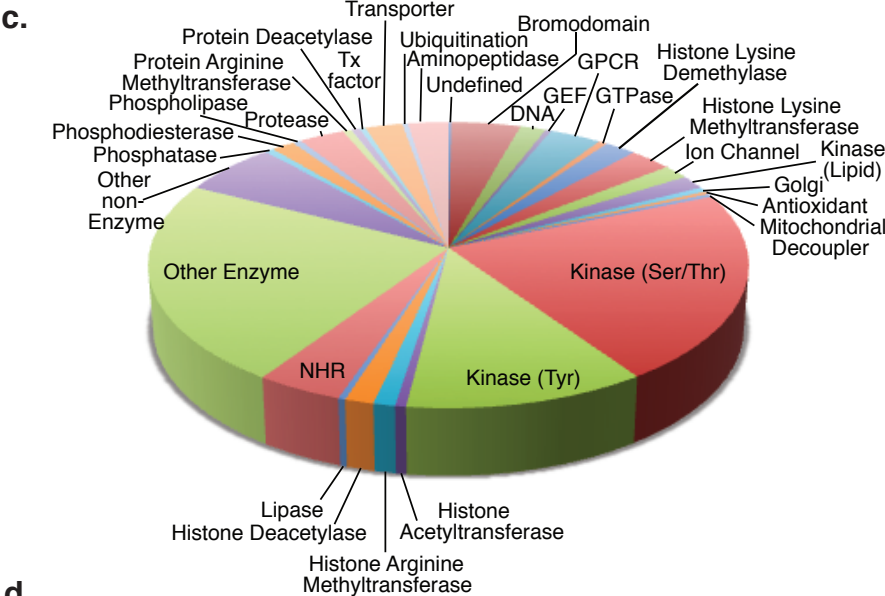 c.
Transporter
Protein Deacetylase
Protein Arginine
Methyltransferase
Phospholipase
Protease
Phosphodiesterase
Phosphatase
Other
non-
Enzyme
Tx
factor
Ubiquitination
Aminopeptidase
Undefined
Bromodomain
DNA
GEF
GPCR
GTPase
Histone Lysine
Demethylase
Histone Lysine
Methyltransferase
Ion Channel
Kinase
(Lipid)
Golgi
Antioxidant
Mitochondrial
Decoupler
Other Enzyme
Kinase (Ser/Thr)
NHR
Kinase (Tyr)
Lipase
Histone Deacetylase
Histone Arginine
Methyltransferase
Histone
Acetyltransferase
d